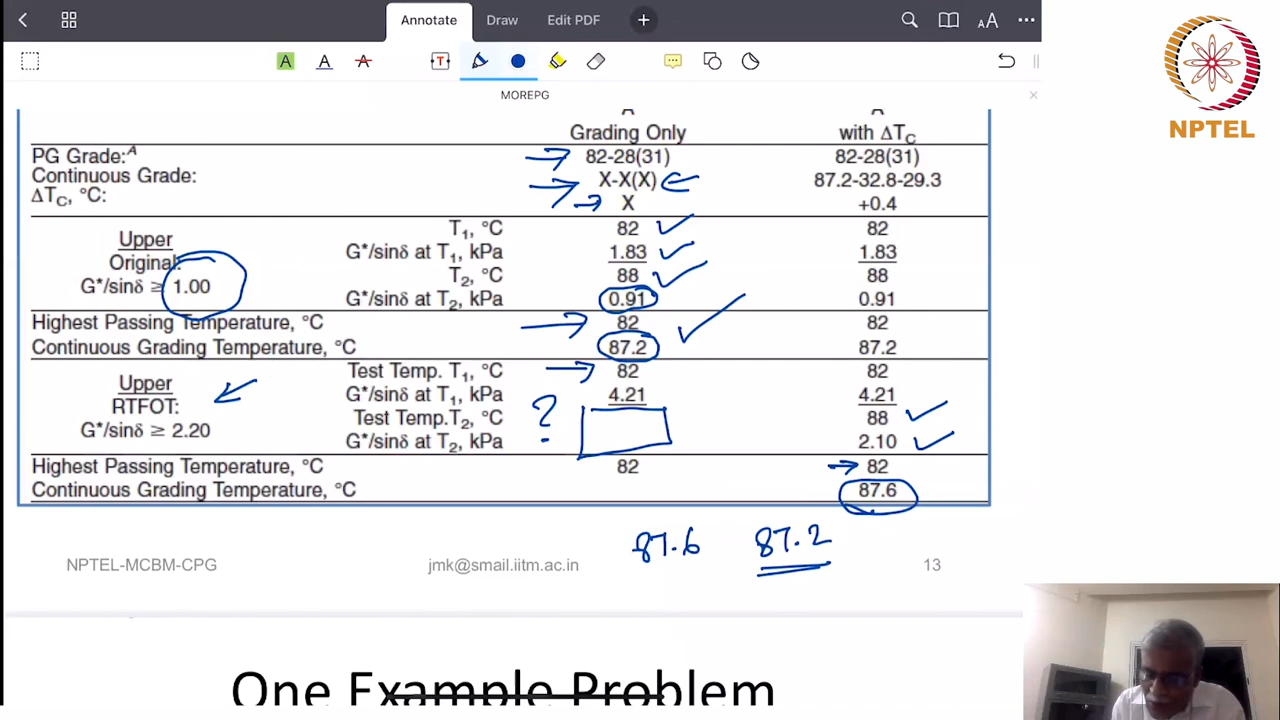 Annotate Draw Edit PDF
A A A T AA
MOREPG
NPTEL
Grading Only with ΔTC
PG Grade:A 82-28(31) 82-28(31)
Continuous Grade: X-X(X) 87.2-32.8-29.3
ΔTC, °C: X +0.4
Upper T1, °C 82 82
Original: G*/sinδ at T1, kPa 1.83 1.83
G*/sinδ ≥ 1.00 T2, °C 88 88
G*/sinδ at T2, kPa 0.91 0.91
Highest Passing Temperature, °C 82 82
Continuous Grading Temperature, °C 87.2 87.2
Upper Test Temp. T1, °C 82 82
RTFOT: G*/sinδ at T1, kPa 4.21 4.21
G*/sinδ ≥ 2.20 Test Temp.T2, °C ? 88
G*/sinδ at T2, kPa 2.10
Highest Passing Temperature, °C 82 82
Continuous Grading Temperature, °C 87.6
87.6 87.2
NPTEL-MCBM-CPG jmk@smail.iitm.ac.in 13
One Example Problem